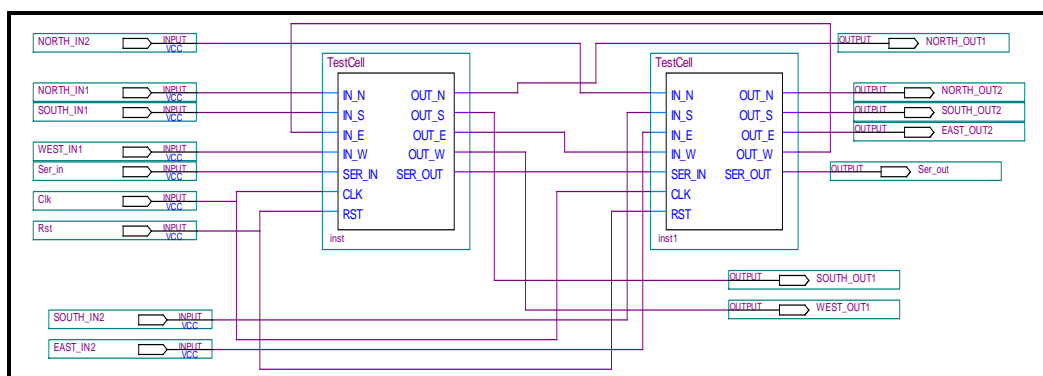 NORTH_IN2 INPUT VCC
OUTPUT NORTH_OUT1
TestCell
TestCell
NORTH_IN1 INPUT VCC
SOUTH_IN1 INPUT VCC
WEST_IN1 INPUT VCC
Ser_in INPUT VCC
Clk INPUT VCC
Rst INPUT VCC
IN_N OUT_N
IN_S OUT_S
IN_E OUT_E
IN_W OUT_W
SER_IN SER_OUT
CLK
RST
inst
IN_N OUT_N
IN_S OUT_S
IN_E OUT_E
IN_W OUT_W
SER_IN SER_OUT
CLK
RST
inst1
OUTPUT NORTH_OUT2
OUTPUT SOUTH_OUT2
OUTPUT EAST_OUT2
OUTPUT Ser_out
OUTPUT SOUTH_OUT1
OUTPUT WEST_OUT1
SOUTH_IN2 INPUT VCC
EAST_IN2 INPUT VCC